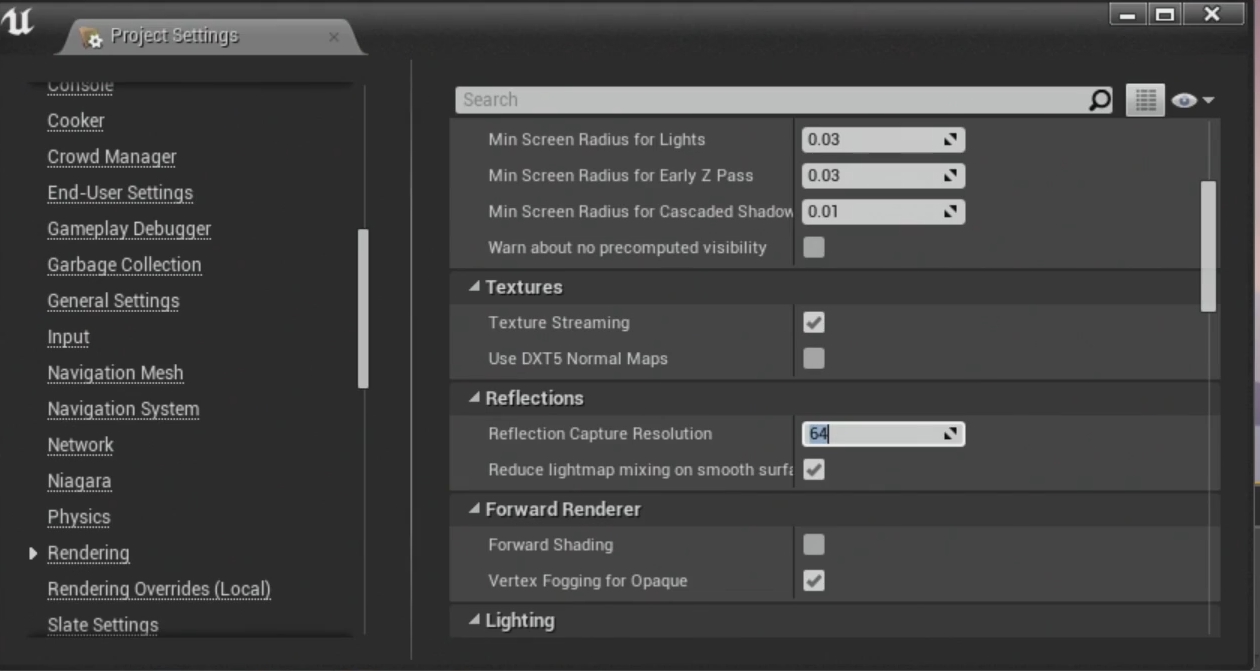 Project Settings
Console
Cooker
Crowd Manager
End-User Settings
Gameplay Debugger
Garbage Collection
General Settings
Input
Navigation Mesh
Navigation System
Network
Niagara
Physics
Rendering
Rendering Overrides (Local)
Slate Settings
Search
Min Screen Radius for Lights 0.03
Min Screen Radius for Early Z Pass 0.03
Min Screen Radius for Cascaded Shadow 0.01
Warn about no precomputed visibility
Textures
Texture Streaming
Use DXT5 Normal Maps
Reflections
Reflection Capture Resolution 64
Reduce lightmap mixing on smooth surfa
Forward Renderer
Forward Shading
Vertex Fogging for Opaque
Lighting